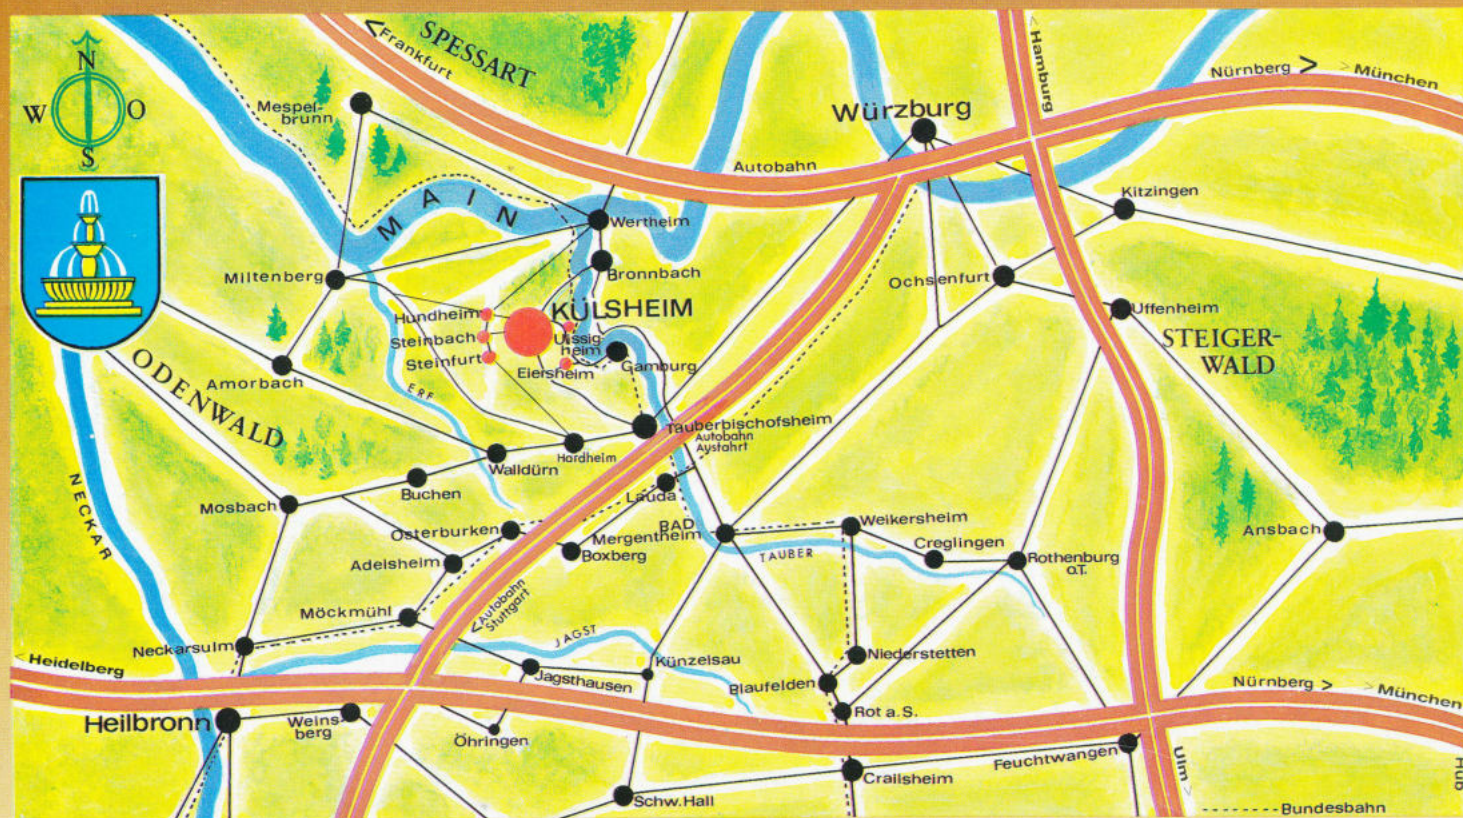 N
W
O
S
SPESSART
< Frankfurt
> Hamburg
Nürnberg > > München
Mespel-
brunn
Würzburg
Autobahn
Kitzingen
MAIN
Wertheim
Miltenberg
Bronnbach
Ochsenfurt
Hundheim
KÜLSHEIM
Uffenheim
Steinbach
Uissig-
heim
STEIGER-
WALD
Steinfurt
Eiersheim
Gamburg
ODENWALD
Amorbach
ERF
Tauberbischofsheim
Autobahn
Aystahrt
Hardheim
Walldürn
NECKAR
Buchen
Lauda
Mosbach
Osterburken
BAD
Mergentheim
Weikersheim
Ansbach
Adelsheim
Boxberg
TAUBER
Creglingen
Rothenburg
o.T.
Möckmühl
< Autobahn
Stuttgart
JAGST
Neckarsulm
Künzelsau
Niederstetten
< Heidelberg
Jagsthausen
Blaufelden
Nürnberg > > München
Heilbronn
Weins-
berg
Öhringen
Rot a. S.
Feuchtwangen
Ulm >
Crailsheim
Schw. Hall
Bundesbahn